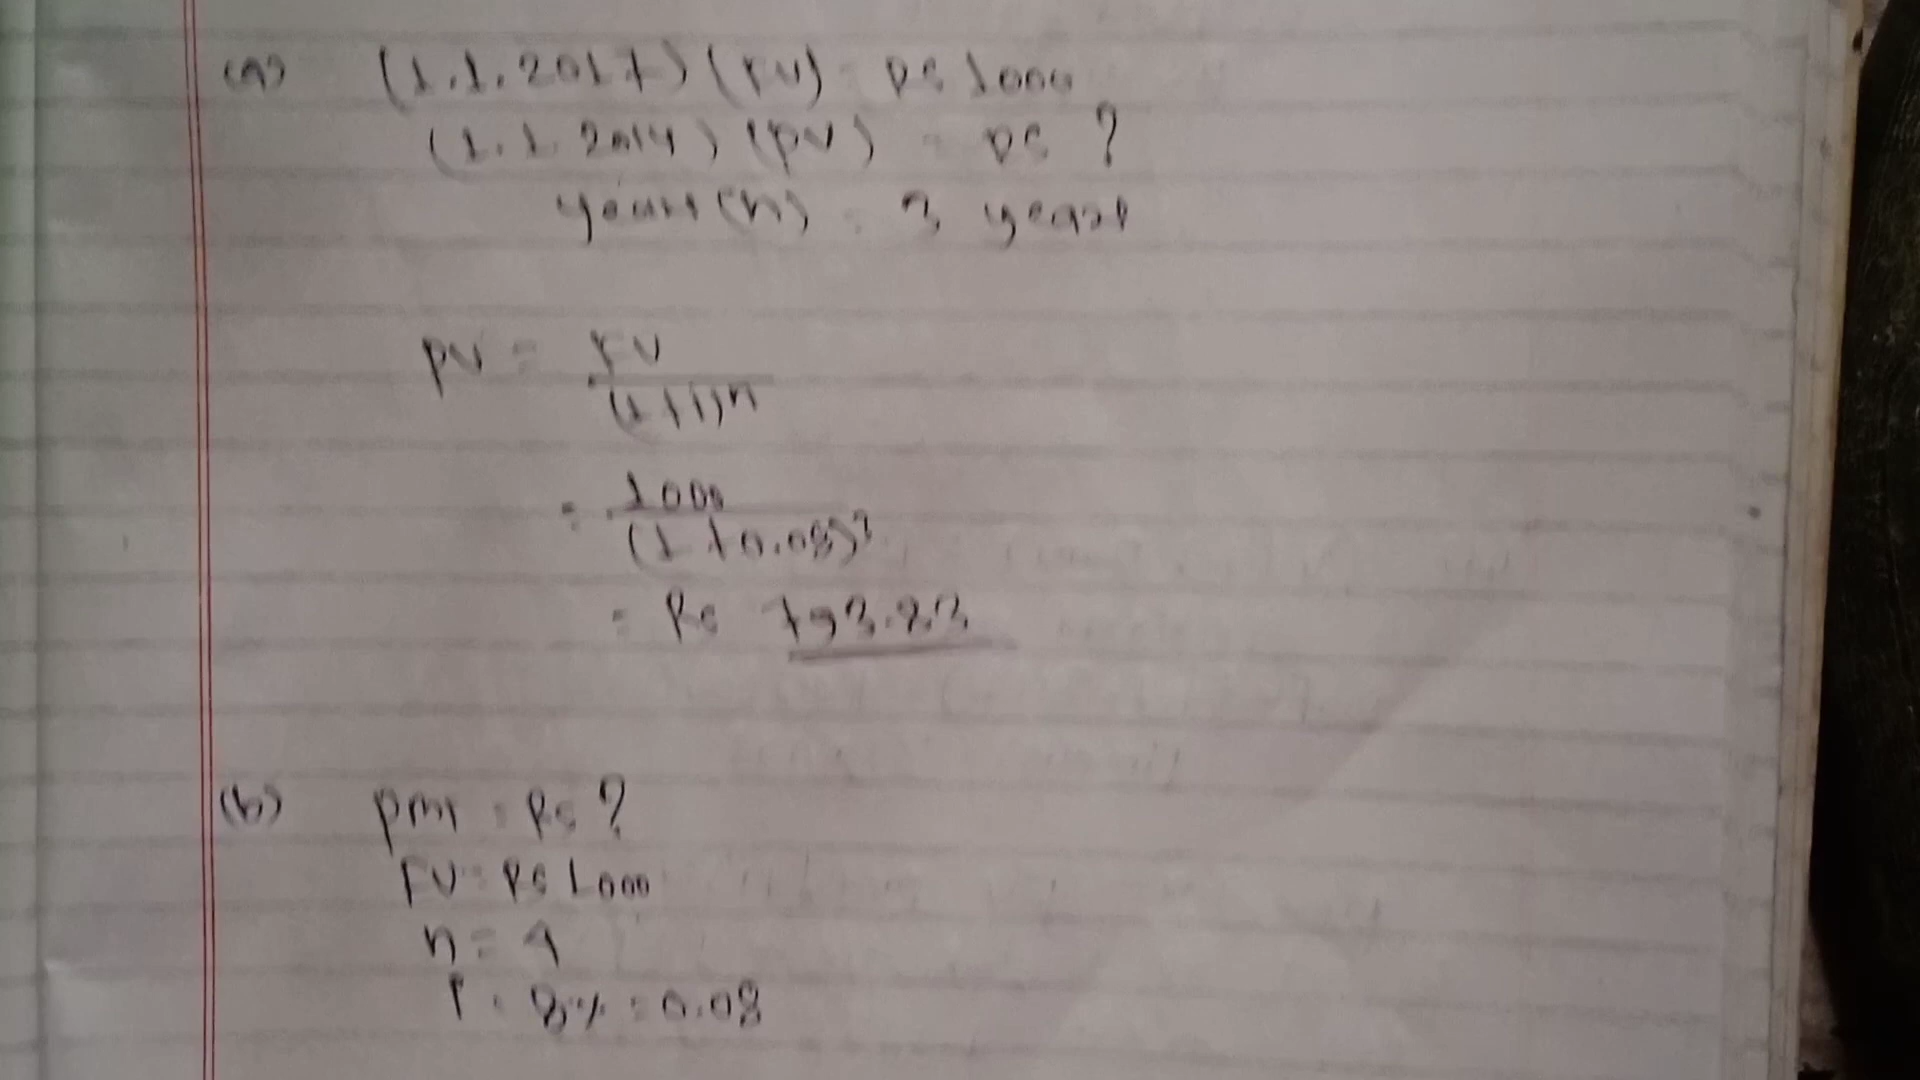 (a) (1.1.2017) (FV) = Rs 1000
(1.1.2014) (PV) = Rs ?
years (n) = 3 years
PV = FV
(1+i)n
= 1000
(1+0.08)3
= Rs 793.83
(b) PMT = Rs ?
FV = Rs 1000
n = 4
i = 8% = 0.08